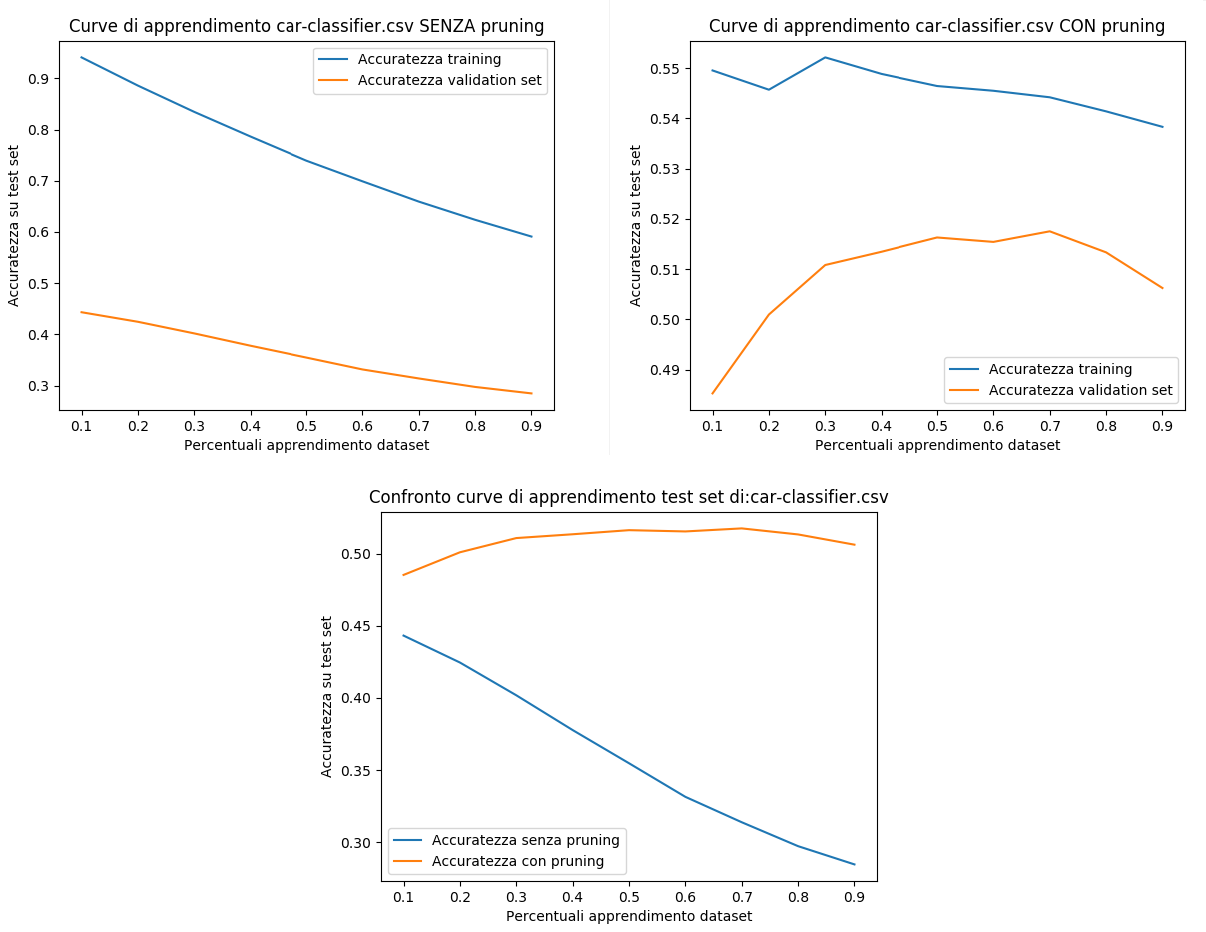 Curve di apprendimento car-classifier.csv SENZA pruning
Accuratezza training
Accuratezza validation set
Accuratezza su test set
0.9
0.8
0.7
0.6
0.5
0.4
0.3
0.1 0.2 0.3 0.4 0.5 0.6 0.7 0.8 0.9
Percentuali apprendimento dataset
Curve di apprendimento car-classifier.csv CON pruning
Accuratezza su test set
0.55
0.54
0.53
0.52
0.51
0.50
0.49
Accuratezza training
Accuratezza validation set
0.1 0.2 0.3 0.4 0.5 0.6 0.7 0.8 0.9
Percentuali apprendimento dataset
Confronto curve di apprendimento test set di:car-classifier.csv
Accuratezza su test set
0.50
0.45
0.40
0.35
0.30
Accuratezza senza pruning
Accuratezza con pruning
0.1 0.2 0.3 0.4 0.5 0.6 0.7 0.8 0.9
Percentuali apprendimento dataset